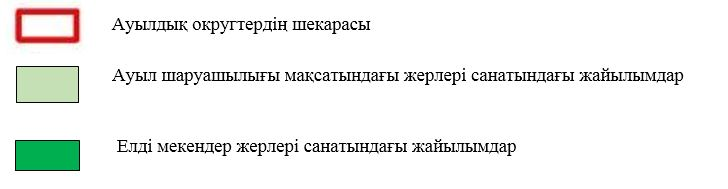 Ауылдық округтердің шекарасы
Ауыл шаруашылығы мақсатындағы жерлері санатындағы жайылымдар
Елді мекендер жерлері санатындағы жайылымдар